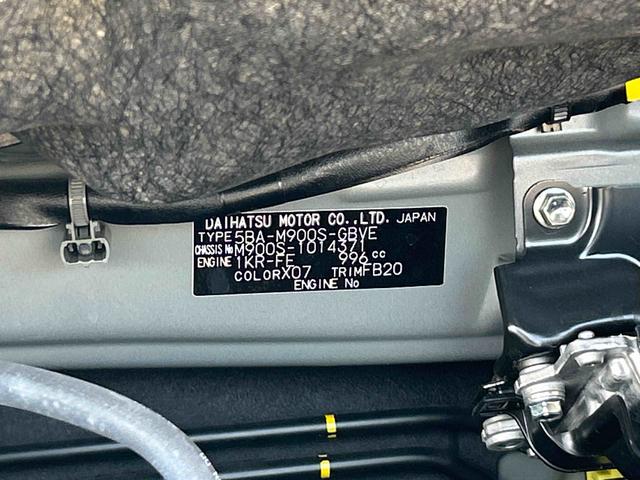 DAIHATSU MOTOR CO.,LTD. JAPAN
TYPE 5BA-M900S-GBVE
CHASSIS No M900S-1014371
ENGINE 1KR-FE 996 cc
COLOR X07 TRIM FB20
ENGINE No